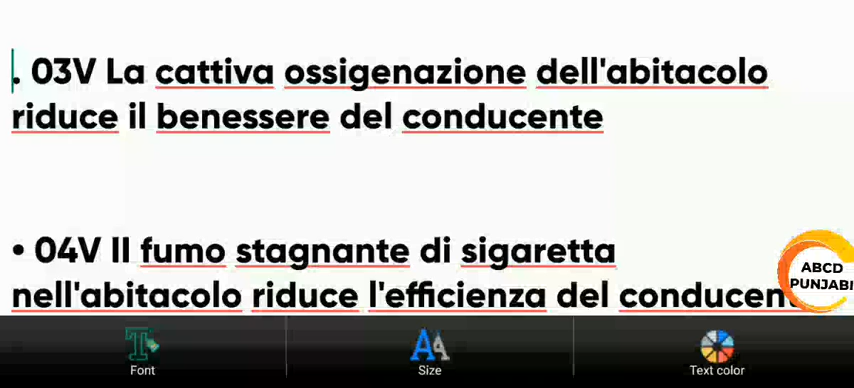 . 03V La cattiva ossigenazione dell'abitacolo
riduce il benessere del conducente
• 04V Il fumo stagnante di sigaretta
nell'abitacolo riduce l'efficienza del conducent
ABCD
PUNJABI
Font
Size
Text color